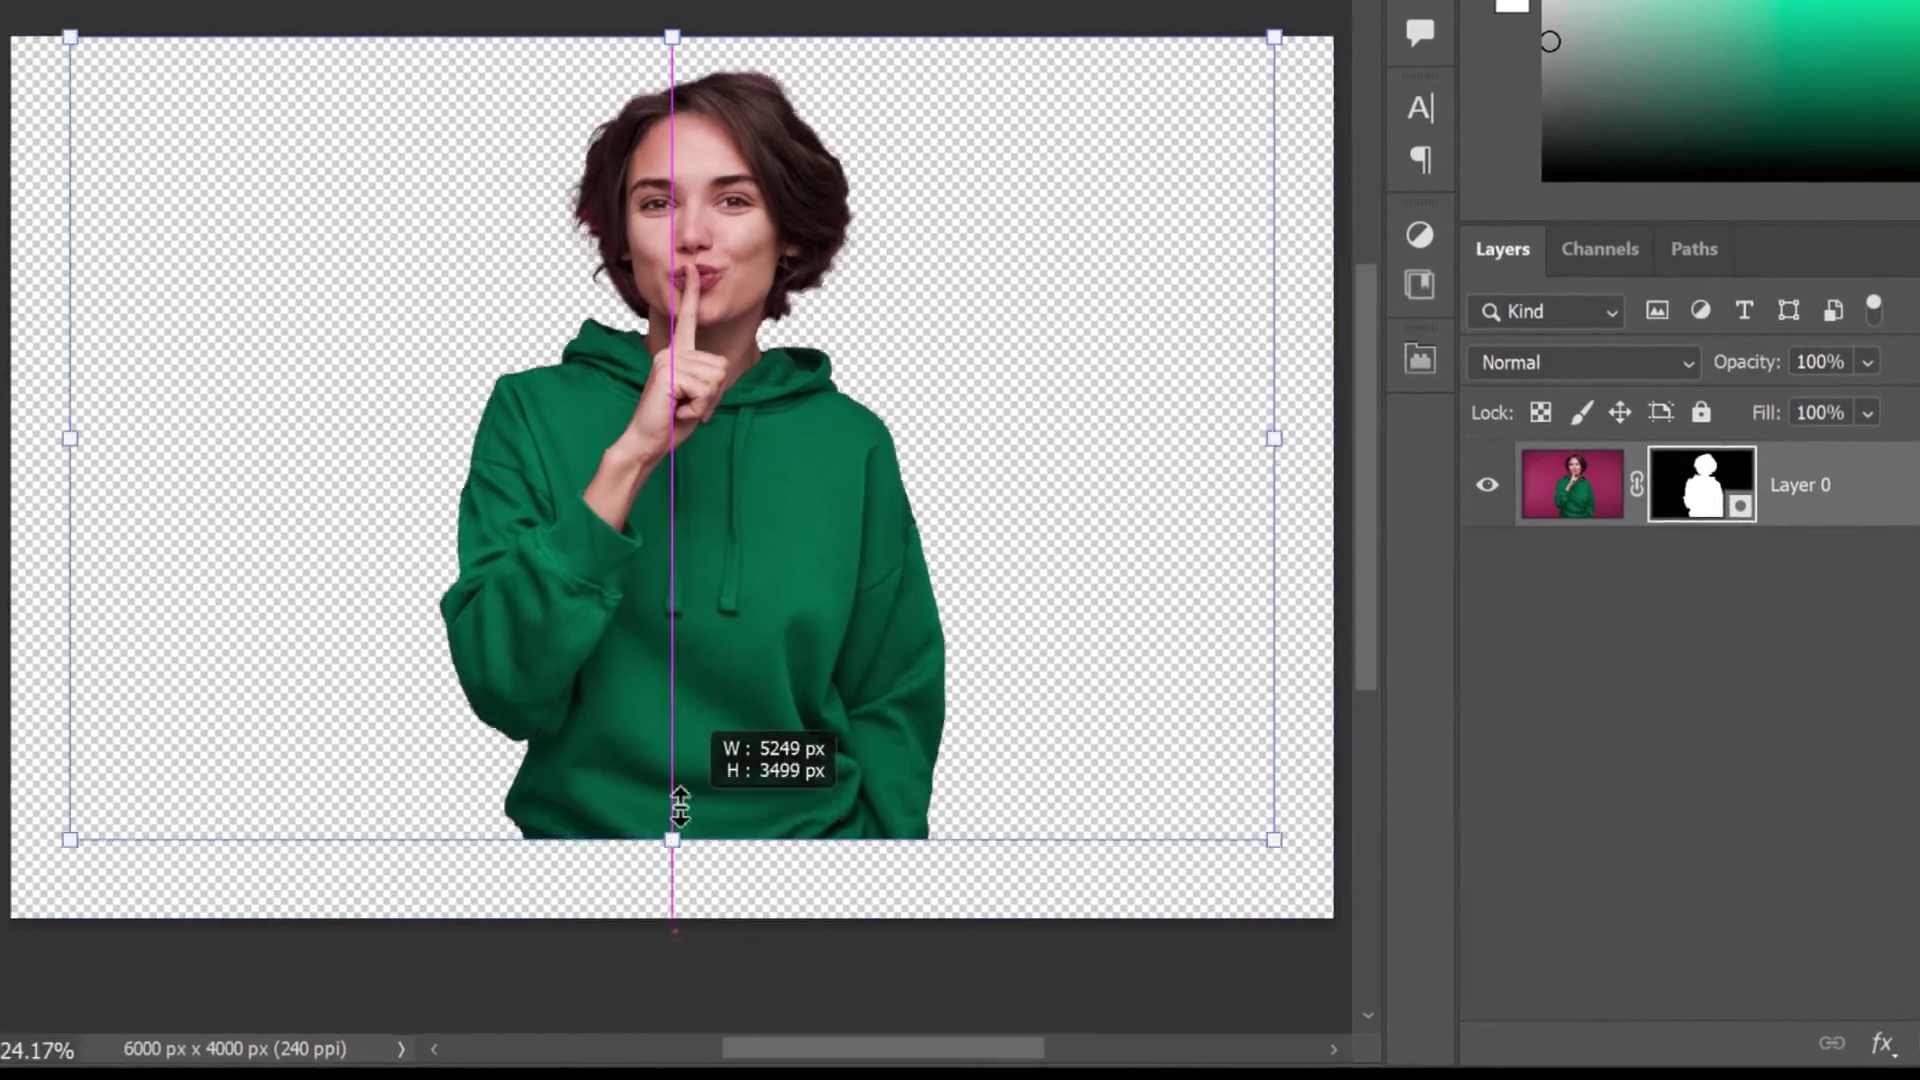 Layers Channels Paths
Kind
Normal Opacity: 100%
Lock: Fill: 100%
Layer 0
W : 5249 px
H : 3499 px
24.17% 6000 px x 4000 px (240 ppi)
fx